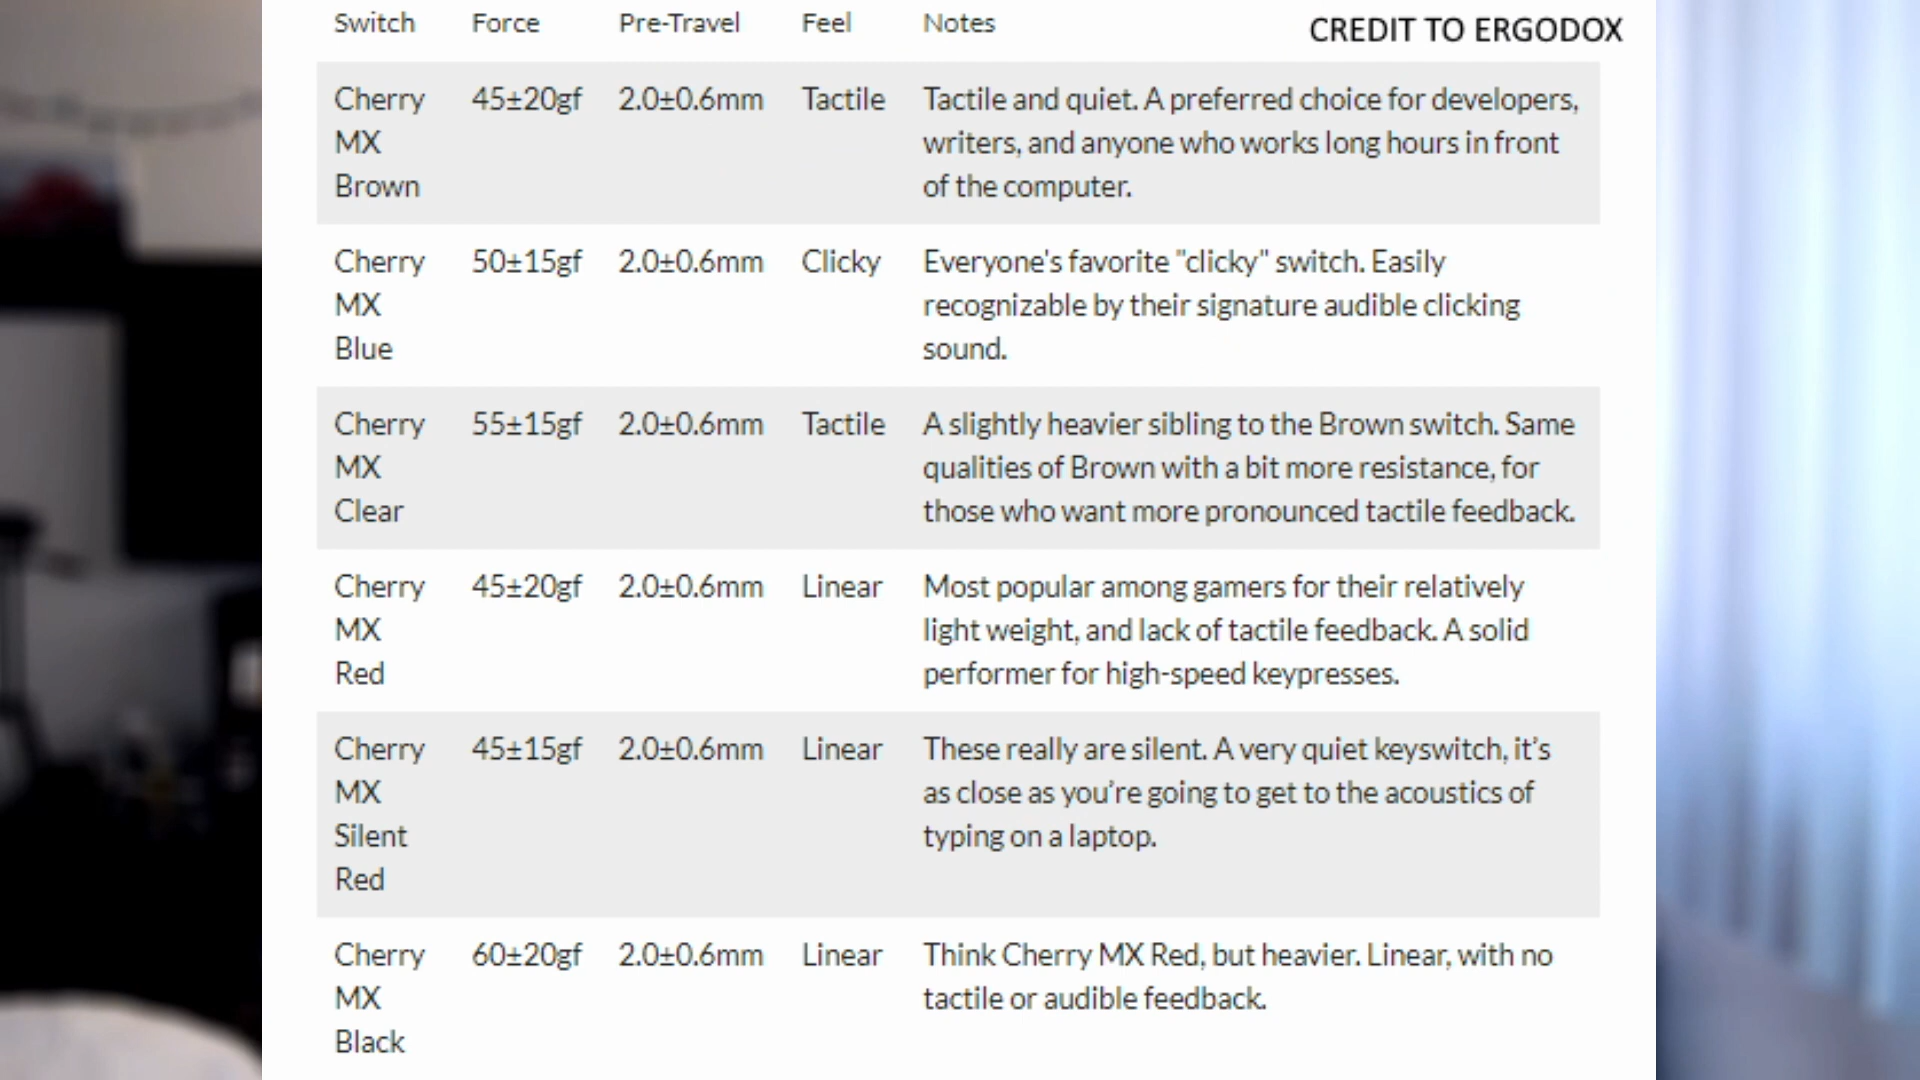 Switch Force Pre-Travel Feel Notes
CREDIT TO ERGODOX
Cherry 45±20gf 2.0±0.6mm Tactile Tactile and quiet. A preferred choice for developers,
MX writers, and anyone who works long hours in front
Brown of the computer.
Cherry 50±15gf 2.0±0.6mm Clicky Everyone's favorite "clicky" switch. Easily
MX recognizable by their signature audible clicking
Blue sound.
Cherry 55±15gf 2.0±0.6mm Tactile A slightly heavier sibling to the Brown switch. Same
MX qualities of Brown with a bit more resistance, for
Clear those who want more pronounced tactile feedback.
Cherry 45±20gf 2.0±0.6mm Linear Most popular among gamers for their relatively
MX light weight, and lack of tactile feedback. A solid
Red performer for high-speed keypresses.
Cherry 45±15gf 2.0±0.6mm Linear These really are silent. A very quiet keyswitch, it’s
MX as close as you’re going to get to the acoustics of
Silent typing on a laptop.
Red
Cherry 60±20gf 2.0±0.6mm Linear Think Cherry MX Red, but heavier. Linear, with no
MX tactile or audible feedback.
Black